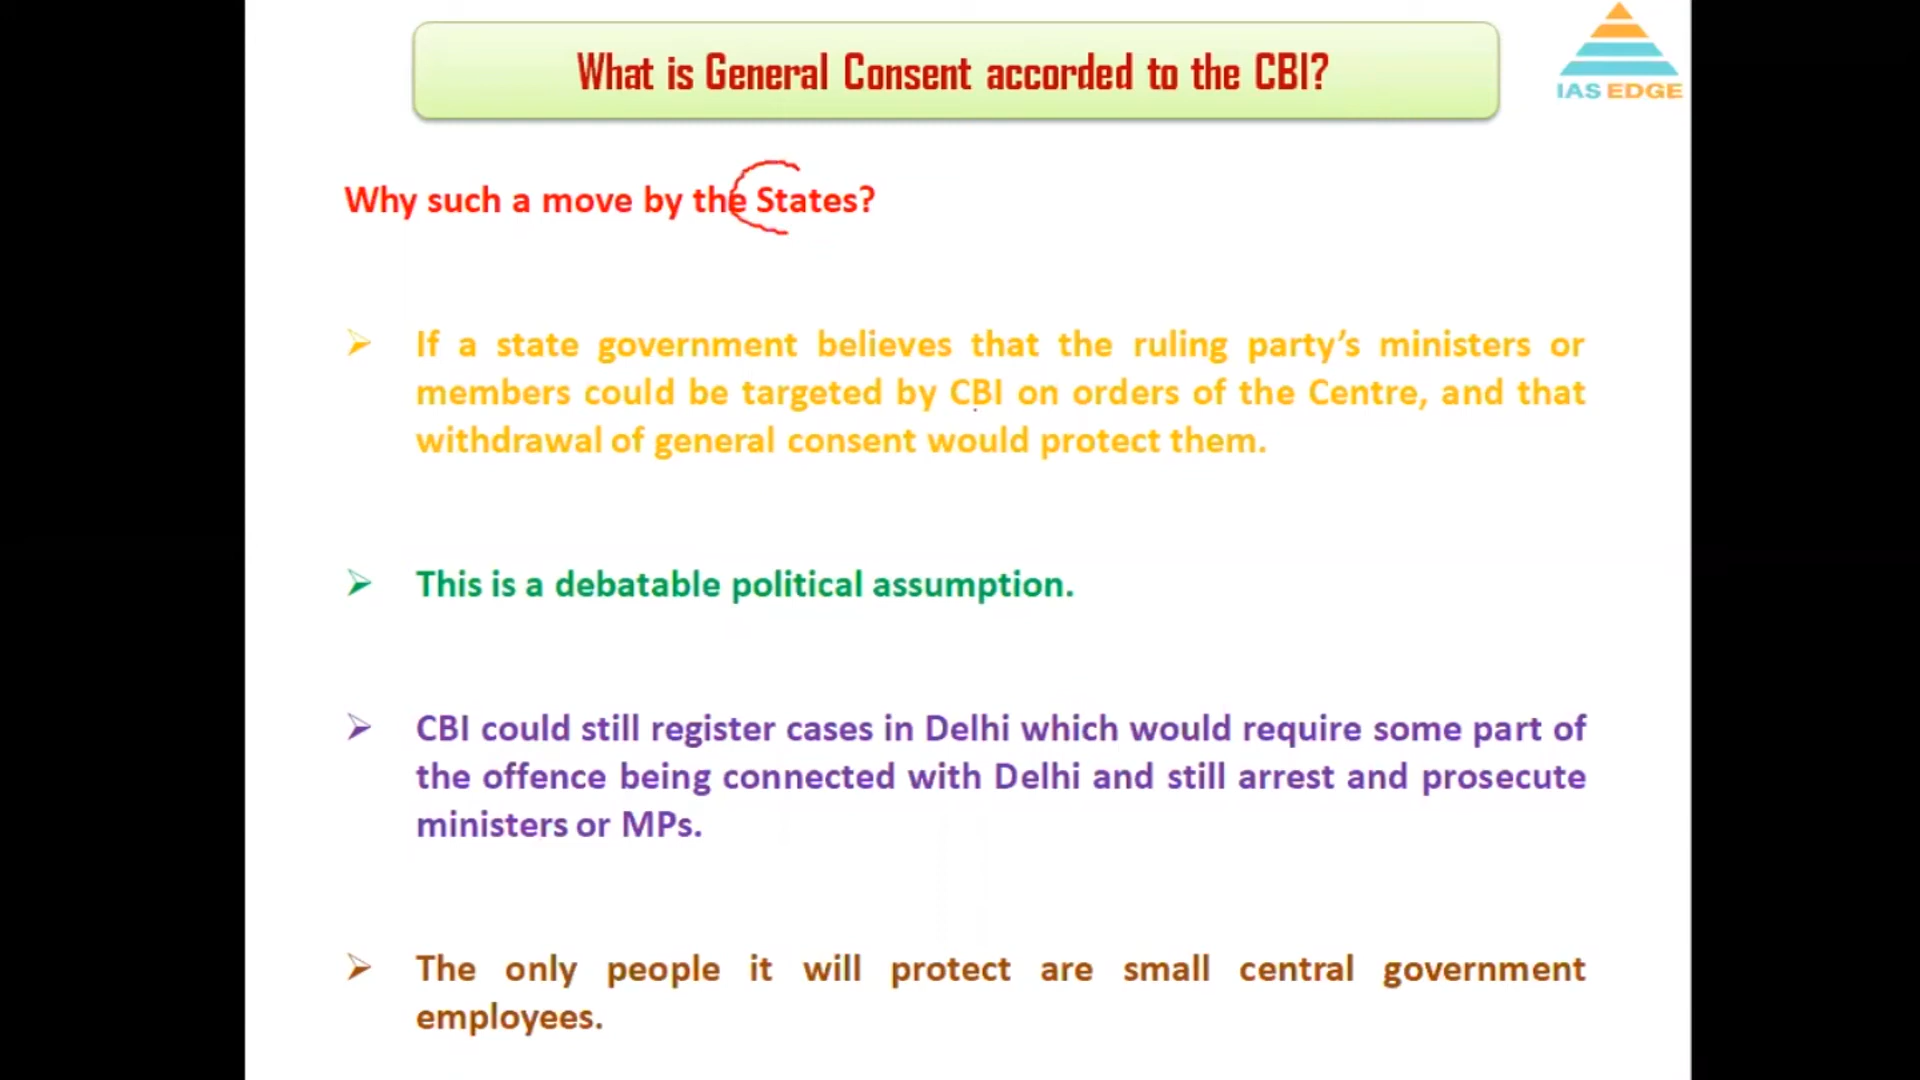 What is General Consent accorded to the CBI?
IAS EDGE
Why such a move by the States?
If a state government believes that the ruling party’s ministers or
members could be targeted by CBI on orders of the Centre, and that
withdrawal of general consent would protect them.
This is a debatable political assumption.
CBI could still register cases in Delhi which would require some part of
the offence being connected with Delhi and still arrest and prosecute
ministers or MPs.
The only people it will protect are small central government
employees.